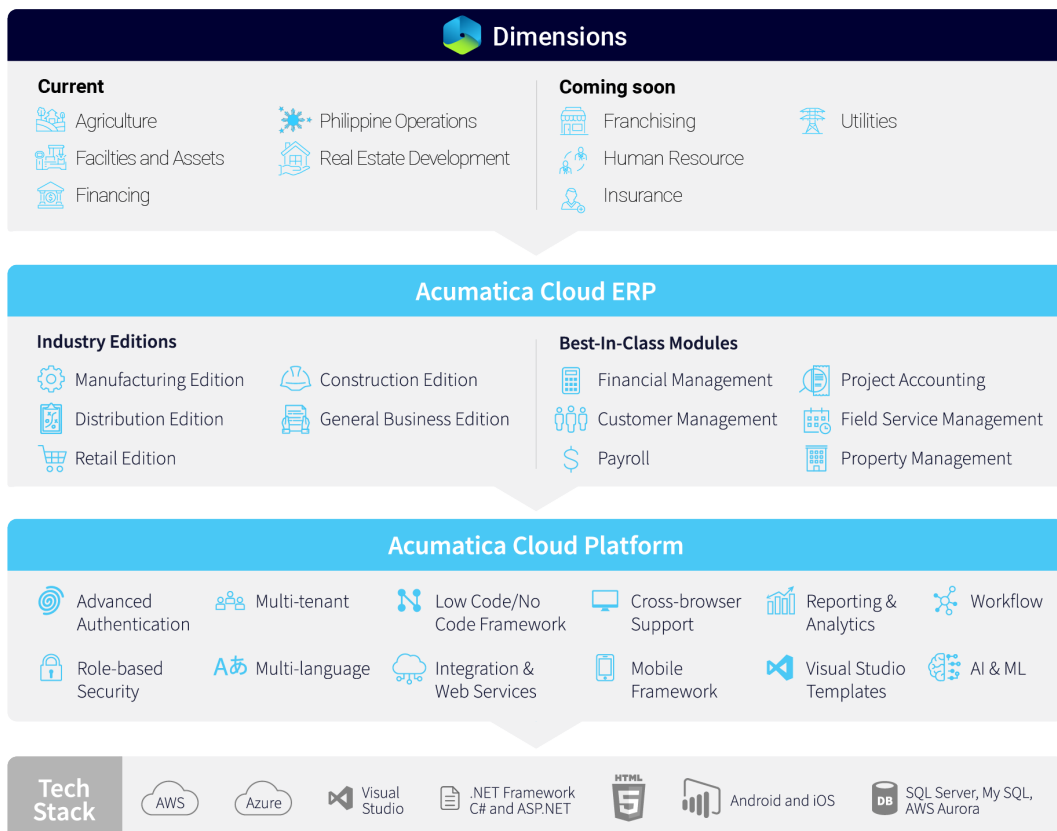 Dimensions
Current
Agriculture
Facilties and Assets
Financing
Philippine Operations
Real Estate Development
Coming soon
Franchising
Human Resource
Insurance
Utilities
Acumatica Cloud ERP
Industry Editions
Manufacturing Edition
Distribution Edition
Retail Edition
Construction Edition
General Business Edition
Best-In-Class Modules
Financial Management
Customer Management
Payroll
Project Accounting
Field Service Management
Property Management
Acumatica Cloud Platform
Advanced
Authentication
Multi-tenant
Low Code/No
Code Framework
Cross-browser
Support
Reporting &
Analytics
Workflow
Role-based
Security
Aあ
Multi-language
Integration &
Web Services
Mobile
Framework
Visual Studio
Templates
AI & ML
Tech
Stack
AWS
Azure
Visual
Studio
.NET Framework
C# and ASP.NET
HTML
5
Android and iOS
DB
SQL Server, My SQL,
AWS Aurora